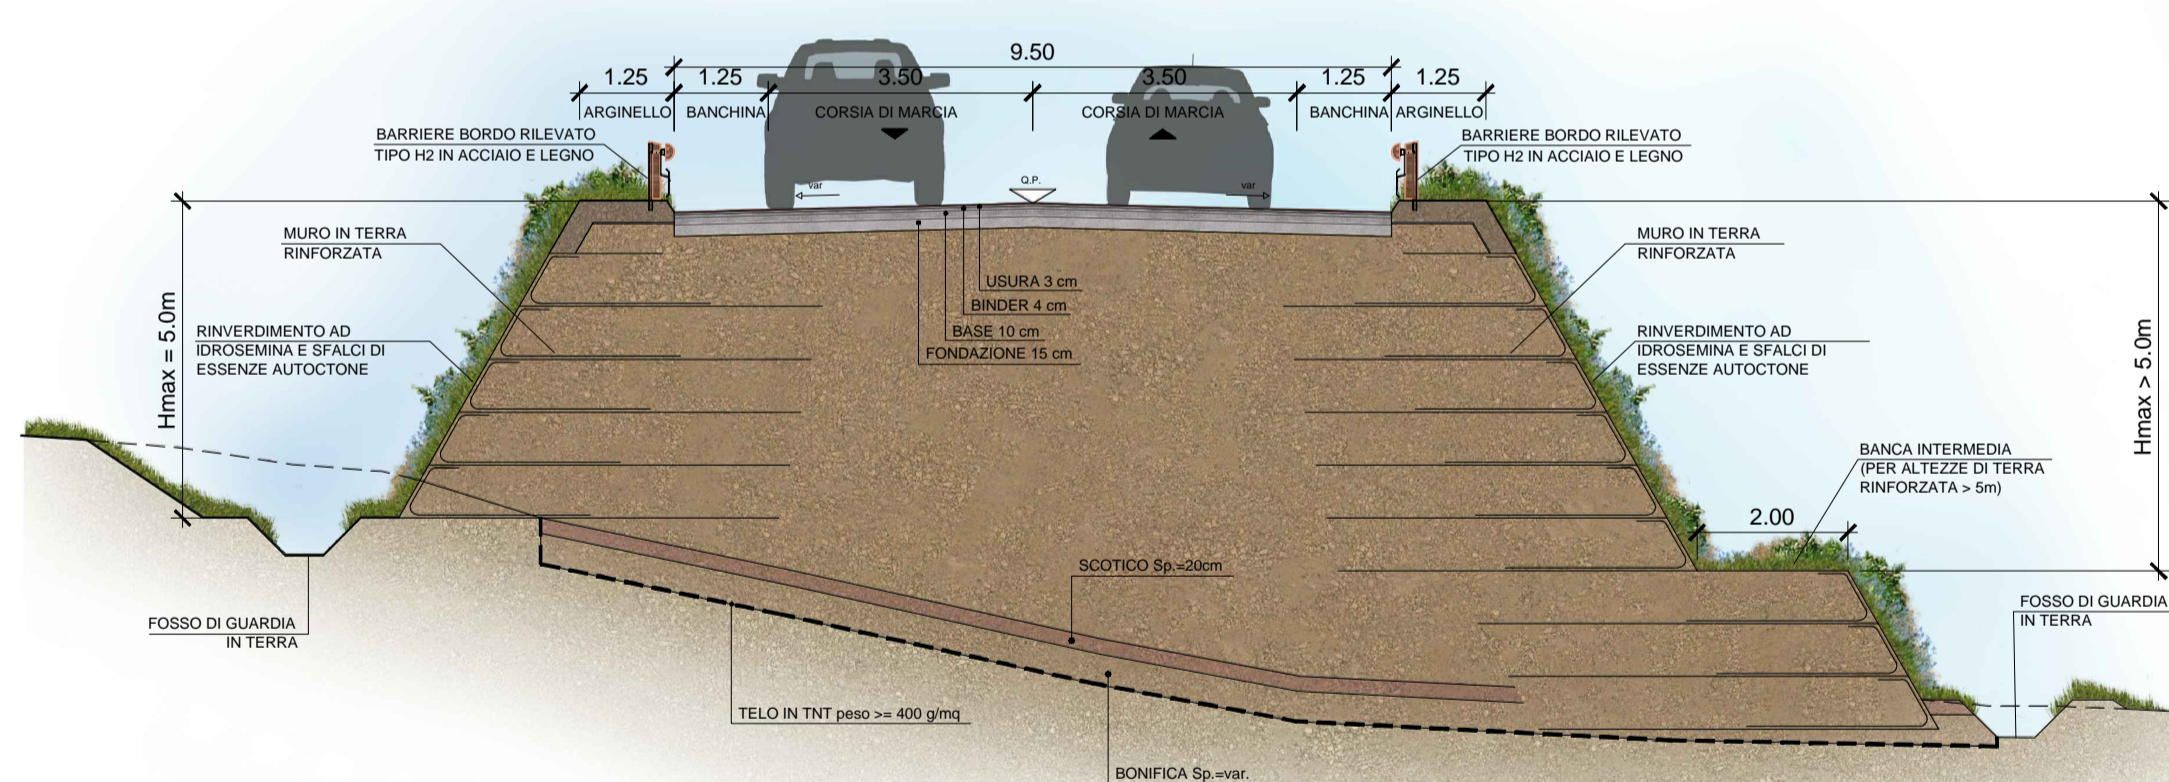 9.50
1.25
1.25
3.50
3.50
1.25
1.25
ARGINELLO
BANCHINA
CORSIA DI MARCIA
CORSIA DI MARCIA
BANCHINA
ARGINELLO
BARRIERE BORDO RILEVATO
TIPO H2 IN ACCIAIO E LEGNO
BARRIERE BORDO RILEVATO
TIPO H2 IN ACCIAIO E LEGNO
var
Q.P.
var
MURO IN TERRA
RINFORZATA
MURO IN TERRA
RINFORZATA
USURA 3 cm
BINDER 4 cm
BASE 10 cm
FONDAZIONE 15 cm
Hmax = 5.0m
RINVERDIMENTO AD
IDROSEMINA E SFALCI DI
ESSENZE AUTOCTONE
RINVERDIMENTO AD
IDROSEMINA E SFALCI DI
ESSENZE AUTOCTONE
Hmax > 5.0m
BANCA INTERMEDIA
(PER ALTEZZE DI TERRA
RINFORZATA > 5m)
2.00
SCOTICO Sp.=20cm
FOSSO DI GUARDIA
IN TERRA
FOSSO DI GUARDIA
IN TERRA
TELO IN TNT peso >= 400 g/mq
BONIFICA Sp.=var.